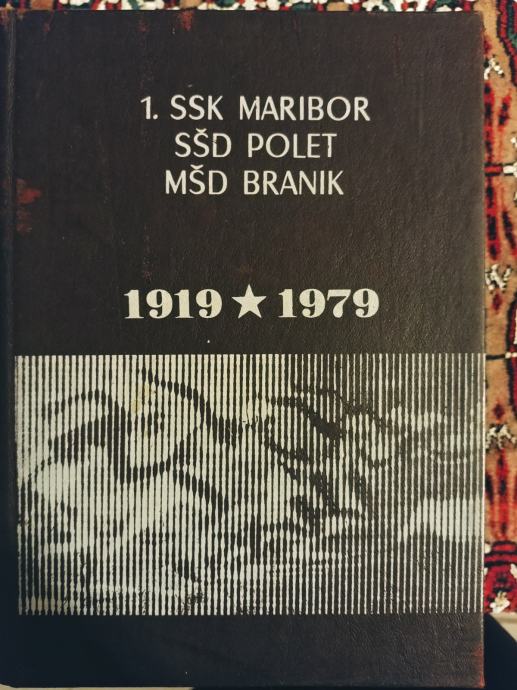 1. SSK MARIBOR
SŠD POLET
MŠD BRANIK
1919 ★ 1979